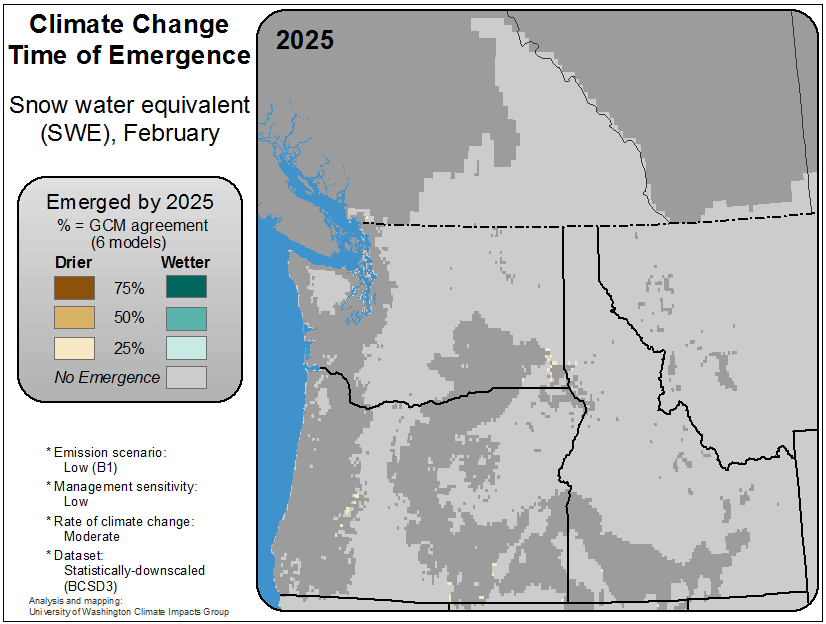 Climate Change
Time of Emergence
Snow water equivalent
(SWE), February
Emerged by 2025
% = GCM agreement
(6 models)
Drier Wetter
75%
50%
25%
No Emergence
* Emission scenario:
Low (B1)
* Management sensitivity:
Low
* Rate of climate change:
Moderate
* Dataset:
Statistically-downscaled
(BCSD3)
Analysis and mapping:
University of Washington Climate Impacts Group
2025